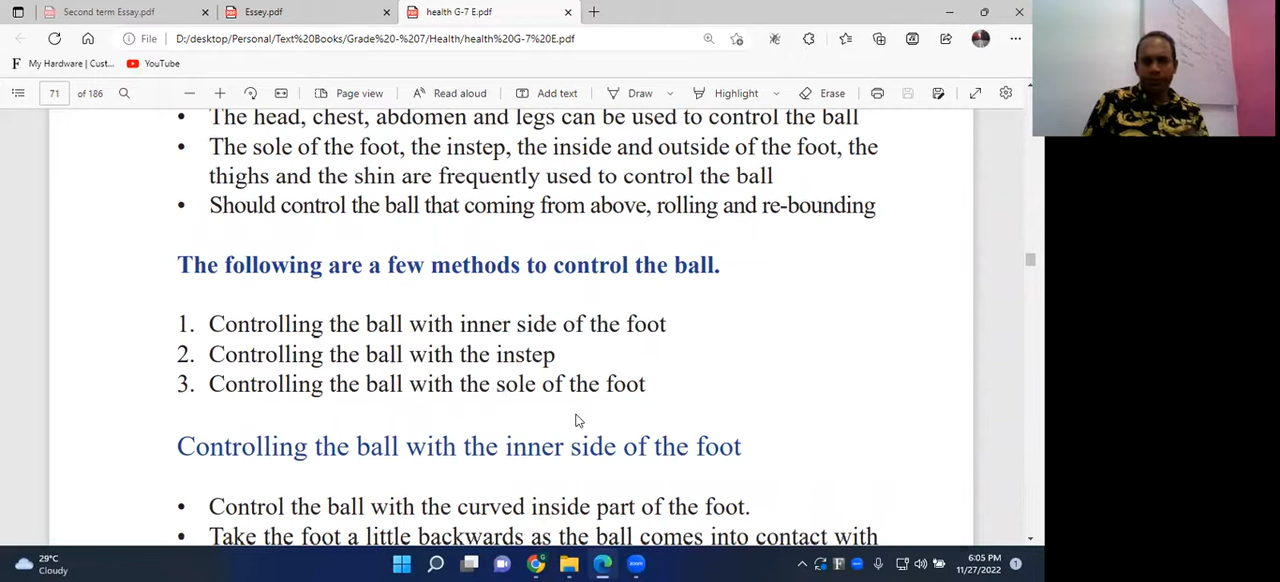 Second term Essay.pdf
Essey.pdf
health G-7 E.pdf
File
D:/desktop/Personal/Text%20Books/Grade%20-%207/Health/health%20G-7%20E.pdf
My Hardware | Cust...
YouTube
71 of 186
Page view
Read aloud
Add text
Draw
Highlight
Erase
• The head, chest, abdomen and legs can be used to control the ball
• The sole of the foot, the instep, the inside and outside of the foot, the
thighs and the shin are frequently used to control the ball
• Should control the ball that coming from above, rolling and re-bounding
The following are a few methods to control the ball.
1. Controlling the ball with inner side of the foot
2. Controlling the ball with the instep
3. Controlling the ball with the sole of the foot
Controlling the ball with the inner side of the foot
• Control the ball with the curved inside part of the foot.
• Take the foot a little backwards as the ball comes into contact with
29°C
Cloudy
zoom
6:05 PM
11/27/2022